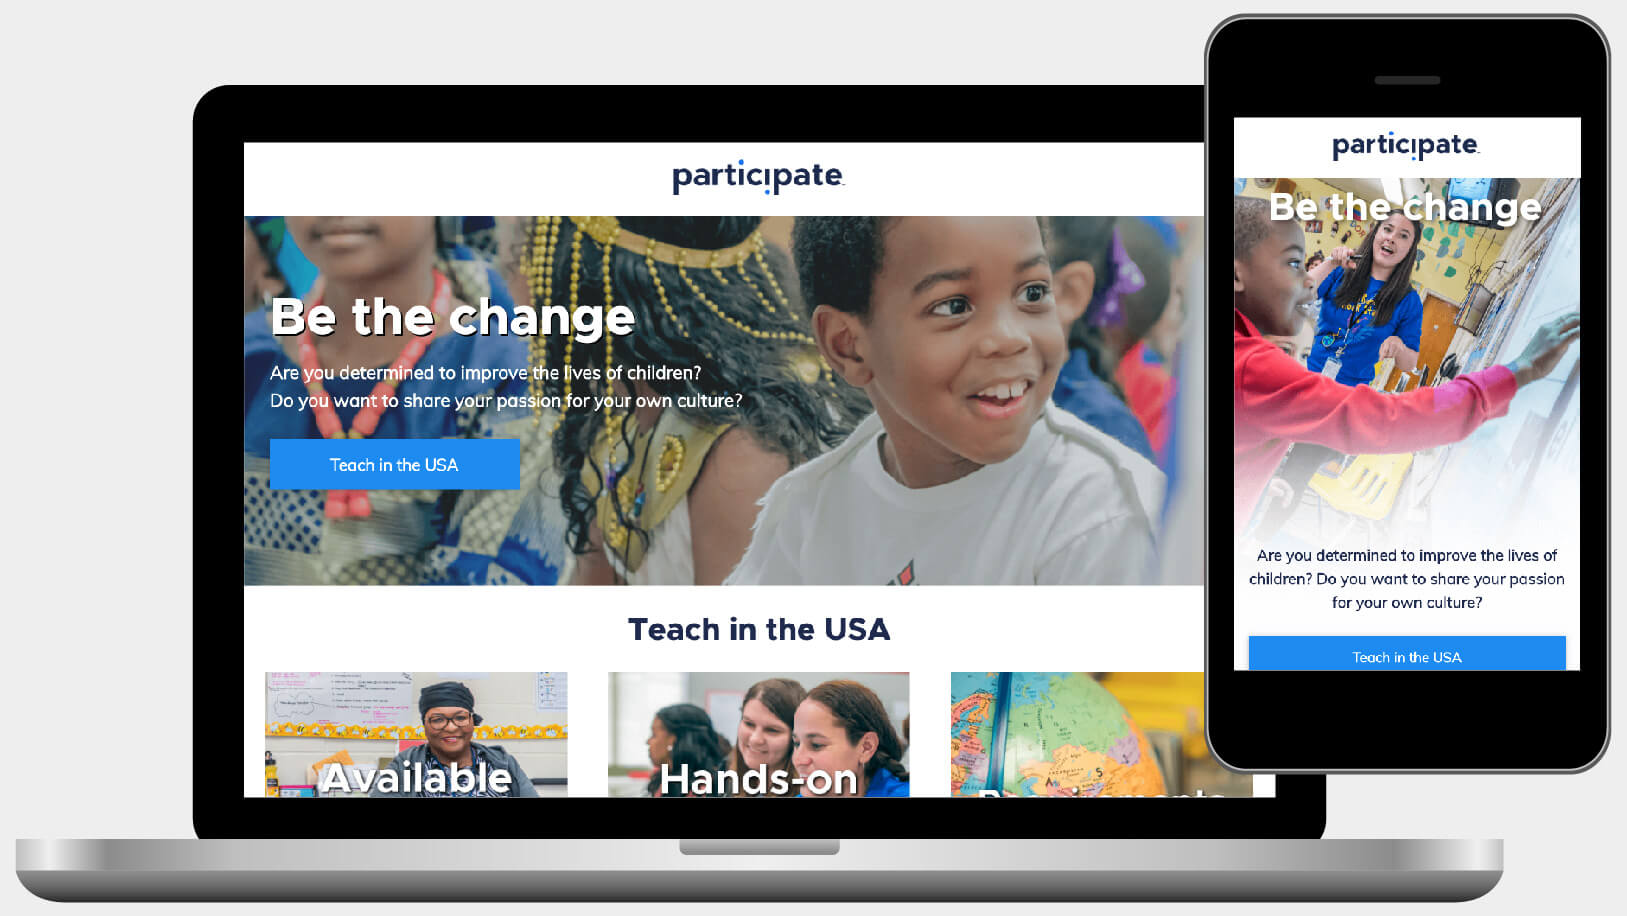 participate
Be the change
Are you determined to improve the lives of children?
Do you want to share your passion for your own culture?
Teach in the USA
Teach in the USA
Available
Hands-on
Requirements
participate
Be the change
Are you determined to improve the lives of
children? Do you want to share your passion
for your own culture?
Teach in the USA